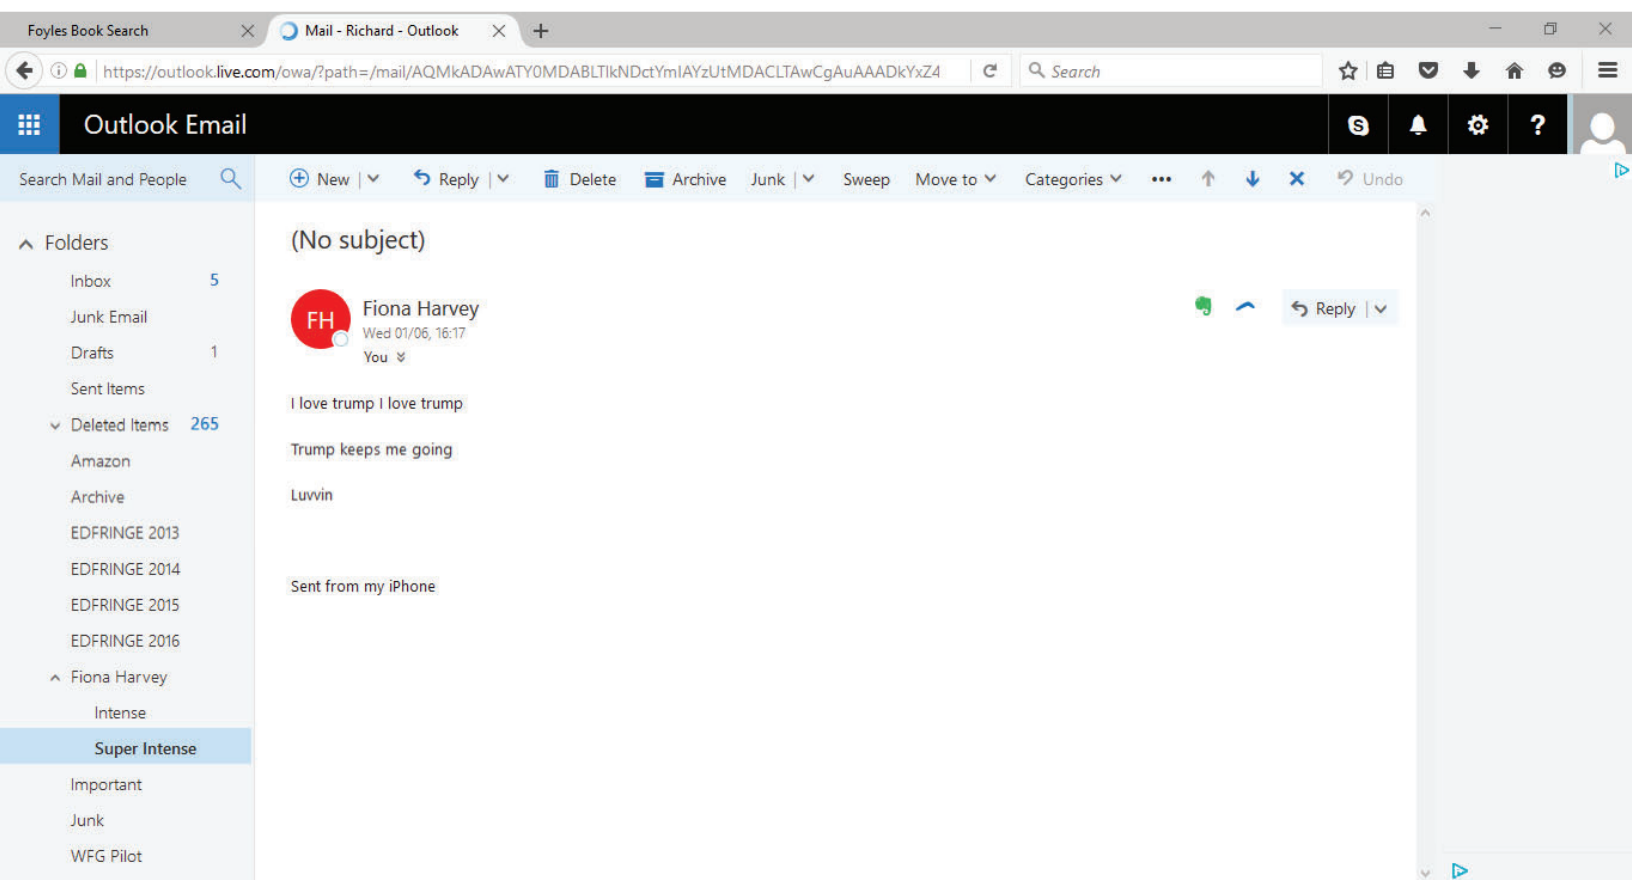 Foyles Book Search
Mail - Richard - Outlook
https://outlook.live.com/owa/?path=/mail/AQMkADAwATY0MDABLTlkNDctYmIAYzUtMDACLTAwCgAuAAADkYxZ4
Search
Outlook Email
Search Mail and People
New
Reply
Delete
Archive
Junk
Sweep
Move to
Categories
Undo
Folders
Inbox 5
Junk Email
Drafts 1
Sent Items
Deleted Items 265
Amazon
Archive
EDFRINGE 2013
EDFRINGE 2014
EDFRINGE 2015
EDFRINGE 2016
Fiona Harvey
Intense
Super Intense
Important
Junk
WFG Pilot
(No subject)
FH
Fiona Harvey
Wed 01/06, 16:17
You
Reply
I love trump I love trump
Trump keeps me going
Luvvin
Sent from my iPhone